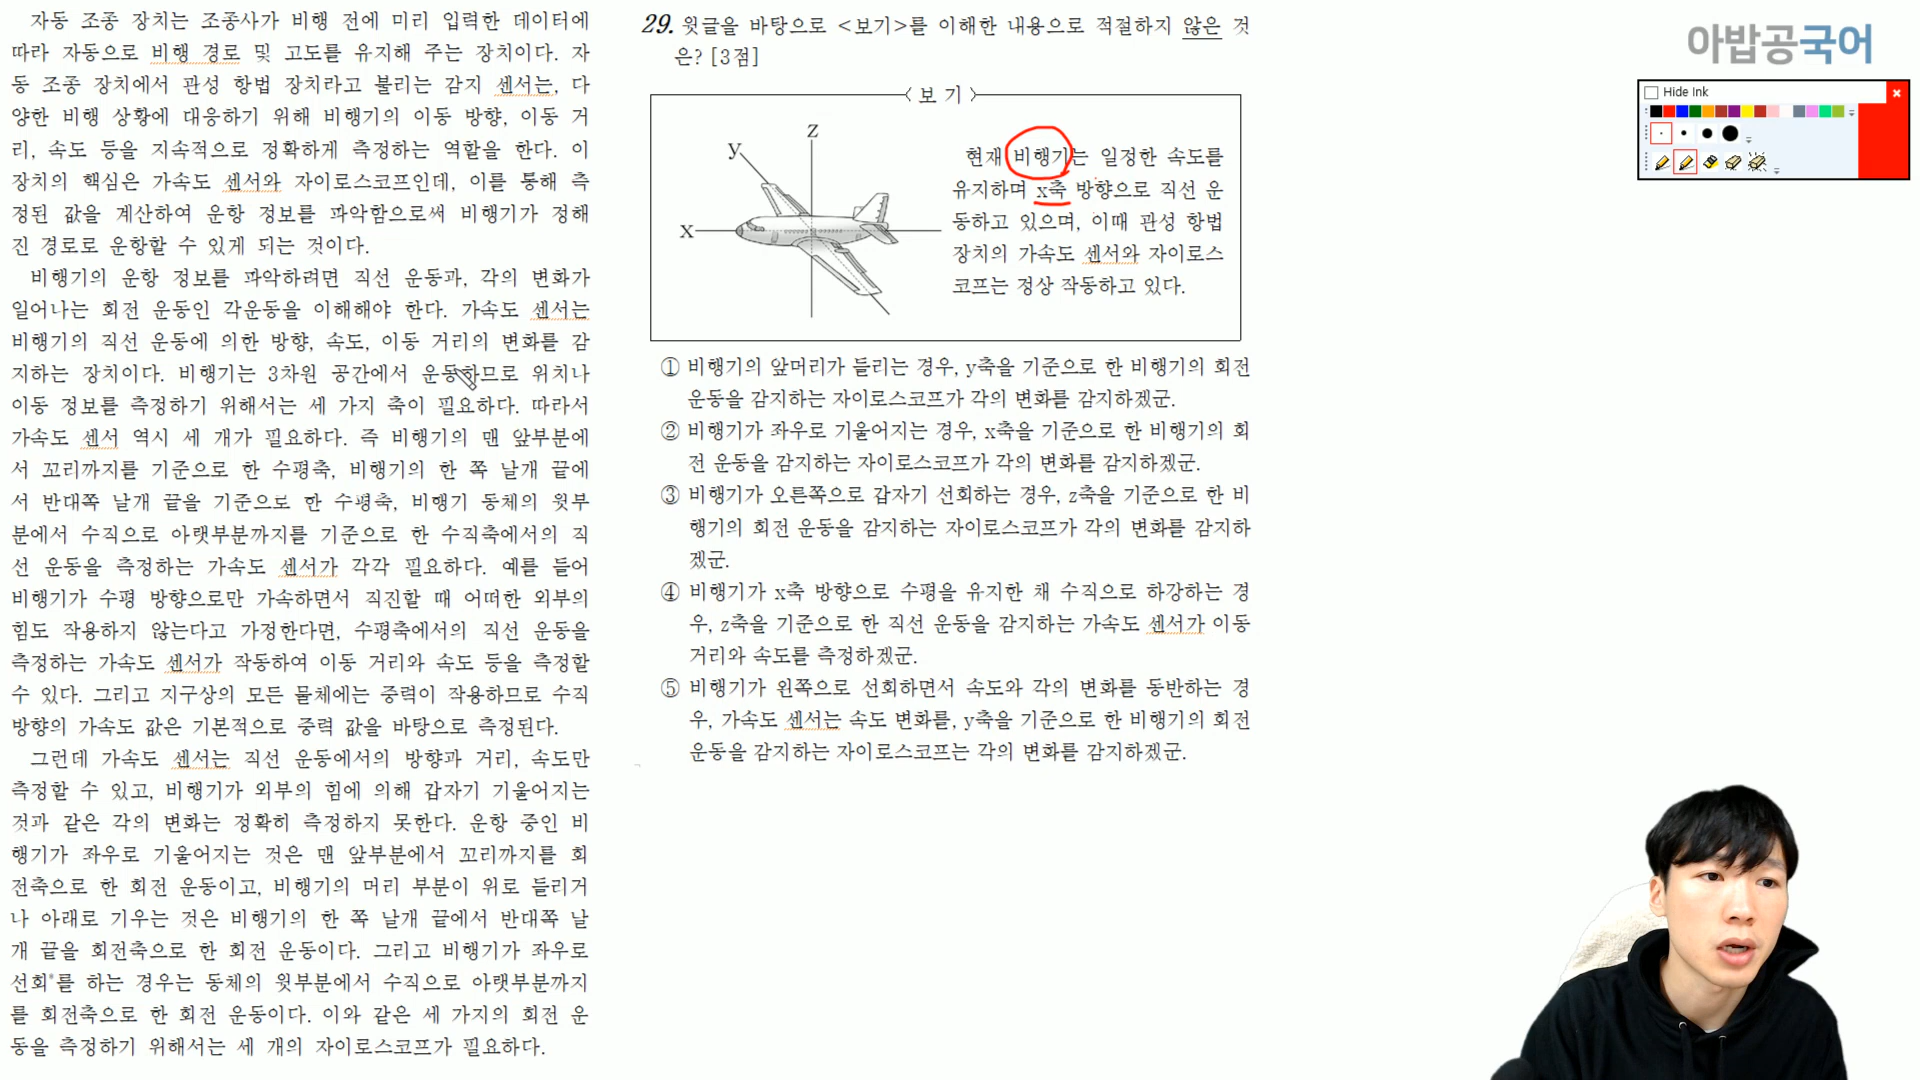 자동 조종 장치는 조종사가 비행 전에 미리 입력한 데이터에
따라 자동으로 비행 경로 및 고도를 유지해 주는 장치이다. 자
동 조종 장치에서 관성 항법 장치라고 불리는 감지 센서는, 다
양한 비행 상황에 대응하기 위해 비행기의 이동 방향, 이동 거
리, 속도 등을 지속적으로 정확하게 측정하는 역할을 한다. 이
장치의 핵심은 가속도 센서와 자이로스코프인데, 이를 통해 측
정된 값을 계산하여 운항 정보를 파악함으로써 비행기가 정해
진 경로로 운항할 수 있게 되는 것이다.
비행기의 운항 정보를 파악하려면 직선 운동과, 각의 변화가
일어나는 회전 운동인 각운동을 이해해야 한다. 가속도 센서는
비행기의 직선 운동에 의한 방향, 속도, 이동 거리의 변화를 감
지하는 장치이다. 비행기는 3차원 공간에서 운동하므로 위치나
이동 정보를 측정하기 위해서는 세 가지 축이 필요하다. 따라서
가속도 센서 역시 세 개가 필요하다. 즉 비행기의 맨 앞부분에
서 꼬리까지를 기준으로 한 수평축, 비행기의 한 쪽 날개 끝에
서 반대쪽 날개 끝을 기준으로 한 수평축, 비행기 동체의 윗부
분에서 수직으로 아랫부분까지를 기준으로 한 수직축에서의 직
선 운동을 측정하는 가속도 센서가 각각 필요하다. 예를 들어
비행기가 수평 방향으로만 가속하면서 직진할 때 어떠한 외부의
힘도 작용하지 않는다고 가정한다면, 수평축에서의 직선 운동을
측정하는 가속도 센서가 작동하여 이동 거리와 속도 등을 측정할
수 있다. 그리고 지구상의 모든 물체에는 중력이 작용하므로 수직
방향의 가속도 값은 기본적으로 중력 값을 바탕으로 측정된다.
그런데 가속도 센서는 직선 운동에서의 방향과 거리, 속도만
측정할 수 있고, 비행기가 외부의 힘에 의해 갑자기 기울어지는
것과 같은 각의 변화는 정확히 측정하지 못한다. 운항 중인 비
행기가 좌우로 기울어지는 것은 맨 앞부분에서 꼬리까지를 회
전축으로 한 회전 운동이고, 비행기의 머리 부분이 위로 들리거
나 아래로 기우는 것은 비행기의 한 쪽 날개 끝에서 반대쪽 날
개 끝을 회전축으로 한 회전 운동이다. 그리고 비행기가 좌우로
선회*를 하는 경우는 동체의 윗부분에서 수직으로 아랫부분까지
를 회전축으로 한 회전 운동이다. 이와 같은 세 가지의 회전 운
동을 측정하기 위해서는 세 개의 자이로스코프가 필요하다.
29. 윗글을 바탕으로 <보기>를 이해한 내용으로 적절하지 않은 것
은? [3점]
〈보 기〉
z
y
x
현재 비행기는 일정한 속도를
유지하며 x축 방향으로 직선 운
동하고 있으며, 이때 관성 항법
장치의 가속도 센서와 자이로스
코프는 정상 작동하고 있다.
① 비행기의 앞머리가 들리는 경우, y축을 기준으로 한 비행기의 회전
운동을 감지하는 자이로스코프가 각의 변화를 감지하겠군.
② 비행기가 좌우로 기울어지는 경우, x축을 기준으로 한 비행기의 회
전 운동을 감지하는 자이로스코프가 각의 변화를 감지하겠군.
③ 비행기가 오른쪽으로 갑자기 선회하는 경우, z축을 기준으로 한 비
행기의 회전 운동을 감지하는 자이로스코프가 각의 변화를 감지하
겠군.
④ 비행기가 x축 방향으로 수평을 유지한 채 수직으로 하강하는 경
우, z축을 기준으로 한 직선 운동을 감지하는 가속도 센서가 이동
거리와 속도를 측정하겠군.
⑤ 비행기가 왼쪽으로 선회하면서 속도와 각의 변화를 동반하는 경
우, 가속도 센서는 속도 변화를, y축을 기준으로 한 비행기의 회전
운동을 감지하는 자이로스코프는 각의 변화를 감지하겠군.
아밥공국어
Hide Ink